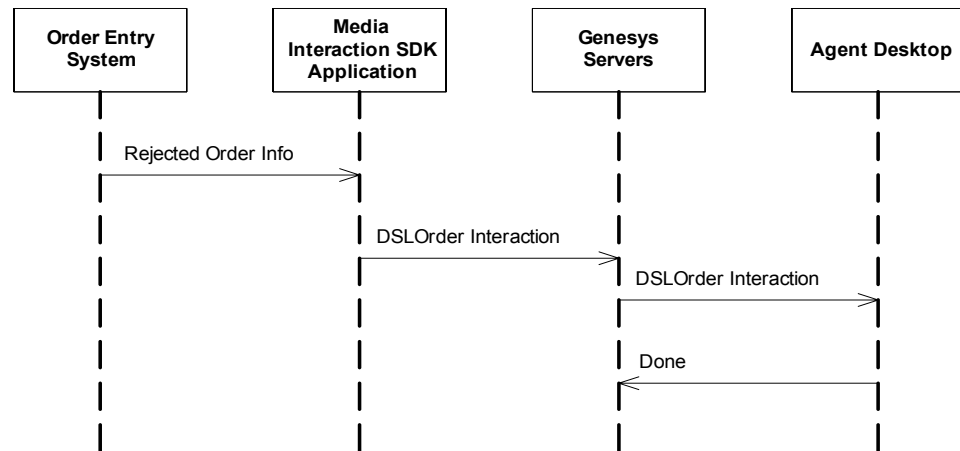 Order Entry
System
Media
Interaction SDK
Application
Genesys
Servers
Agent Desktop
Rejected Order Info
DSLOrder Interaction
DSLOrder Interaction
Done